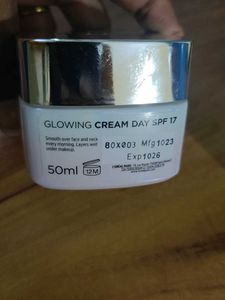 GLOWING CREAM DAY SPF 17
Smooth over face and neck
every morning. Layers well
under makeup.
80X003 Mfg1023
Exp1026
50ml
12M